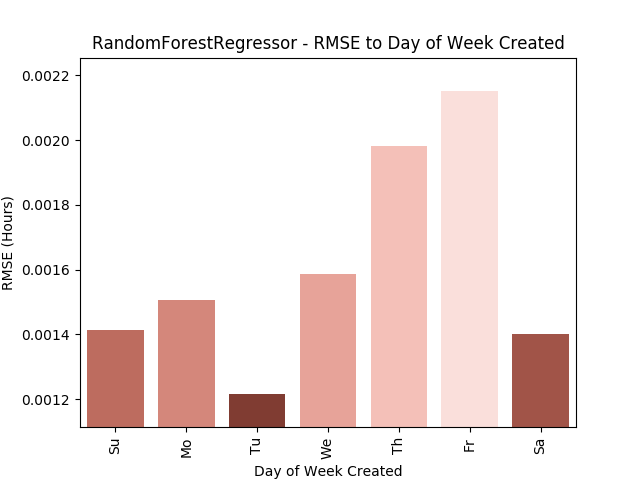 RandomForestRegressor - RMSE to Day of Week Created
0.0022
0.0020
0.0018
0.0016
0.0014
0.0012
RMSE (Hours)
Su
Mo
Tu
We
Th
Fr
Sa
Day of Week Created